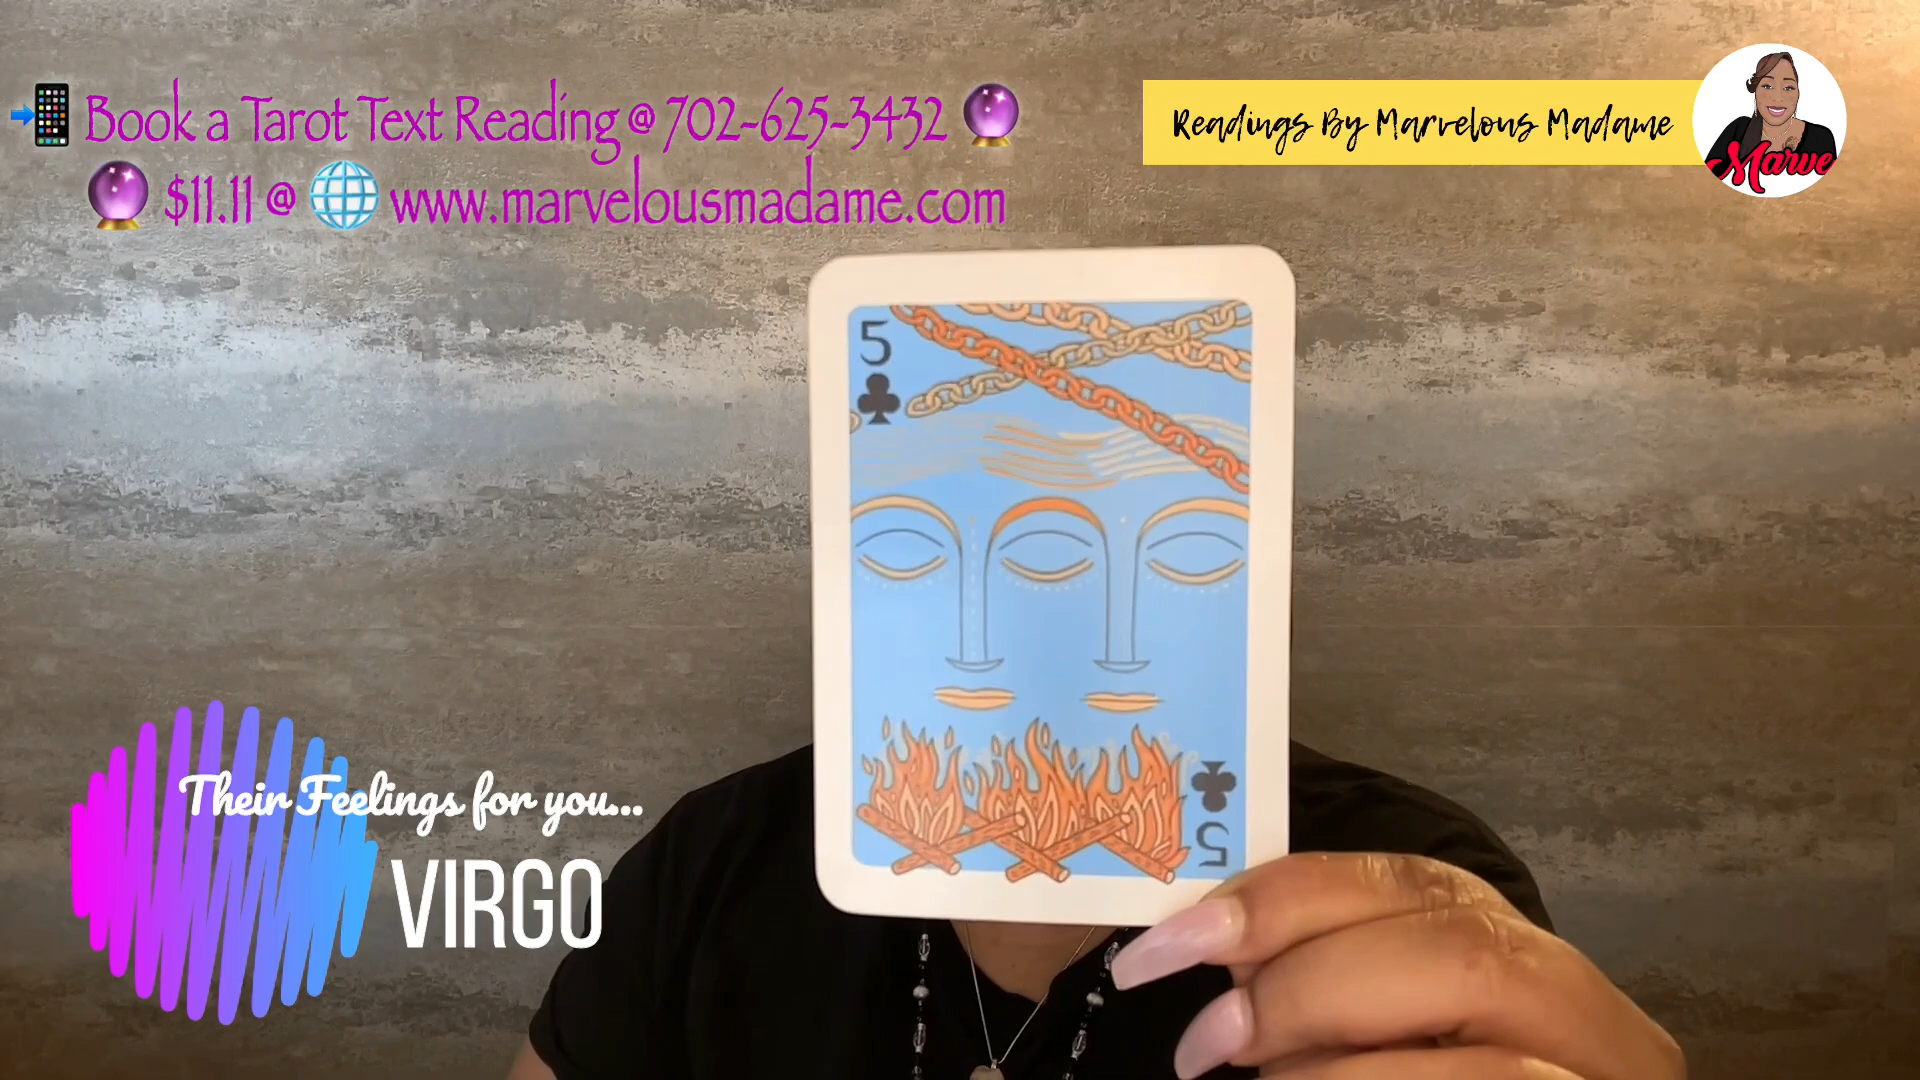 Book a Tarot Text Reading @ 702-625-3432
$11.11 @ www.marvelousmadame.com
Readings By Marvelous Madame
Marve
5
5
Their Feelings for you...
VIRGO